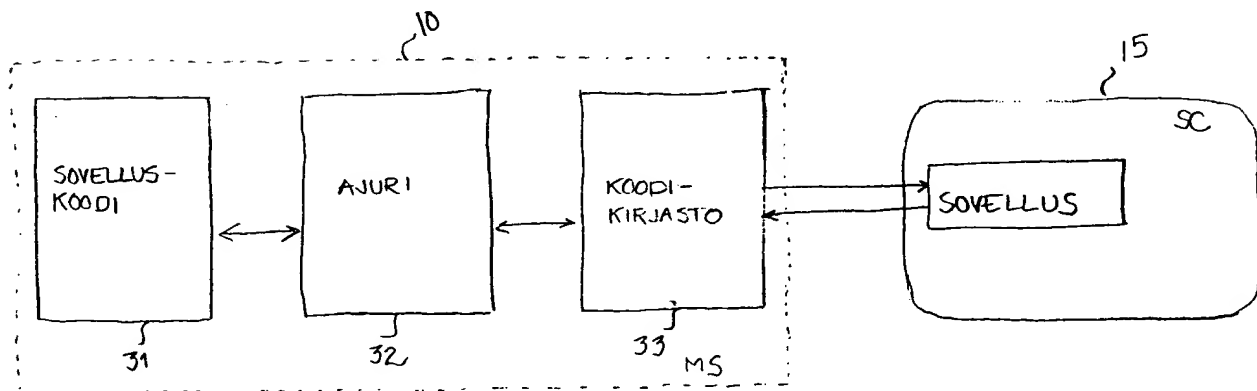 10
15
SC
SOVELLUS-
KOODI
AJURI
KOODI-
KIRJASTO
SOVELLUS
31
32
33
MS